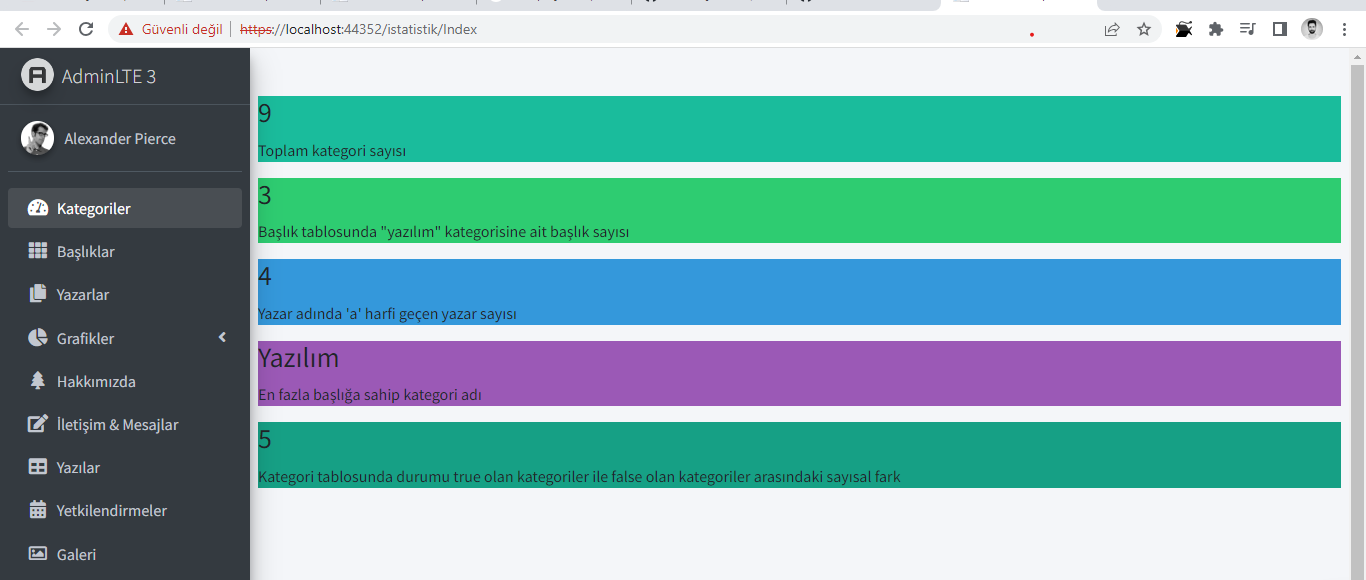 Güvenli değil
https://localhost:44352/istatistik/Index
AdminLTE 3
Alexander Pierce
Kategoriler
Başlıklar
Yazarlar
Grafikler
Hakkımızda
İletişim & Mesajlar
Yazılar
Yetkilendirmeler
Galeri
9
Toplam kategori sayısı
3
Başlık tablosunda "yazılım" kategorisine ait başlık sayısı
4
Yazar adında 'a' harfi geçen yazar sayısı
Yazılım
En fazla başlığa sahip kategori adı
5
Kategori tablosunda durumu true olan kategoriler ile false olan kategoriler arasındaki sayısal fark